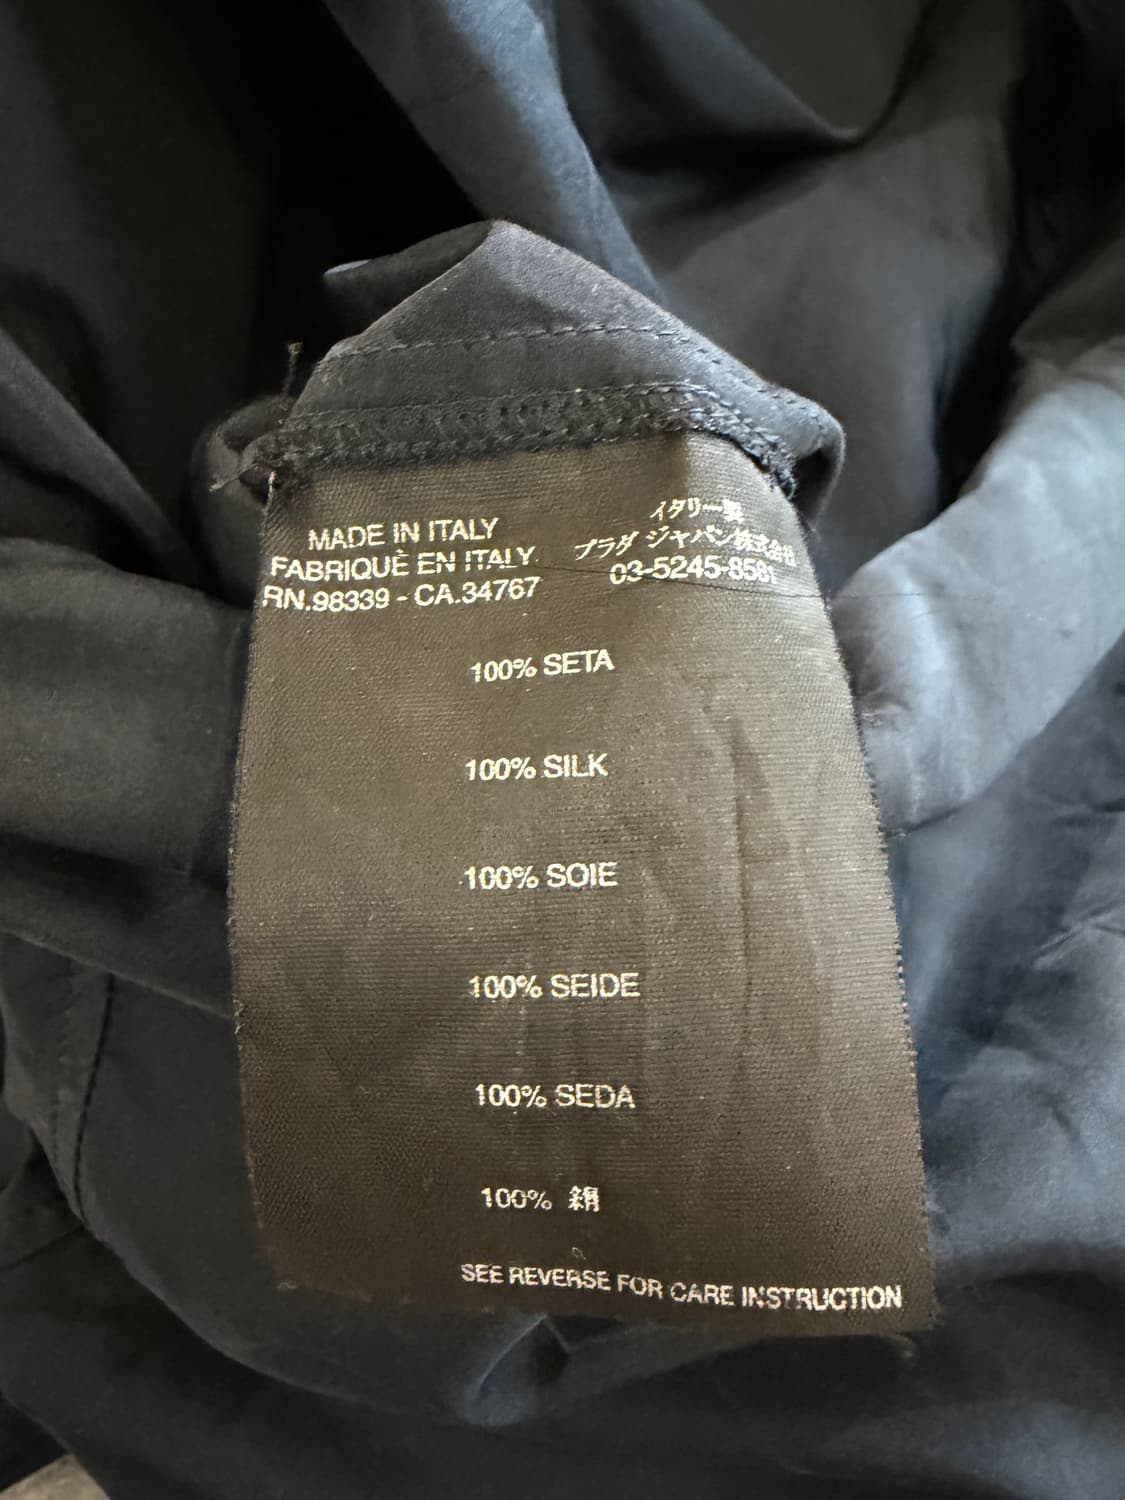 MADE IN ITALY
FABRIQUÈ EN ITALY
RN.98339 - CA.34767
イタリー製
プラダ ジャパン株式会社
03-5245-8581
100% SETA
100% SILK
100% SOIE
100% SEIDE
100% SEDA
100% 絹
SEE REVERSE FOR CARE INSTRUCTION